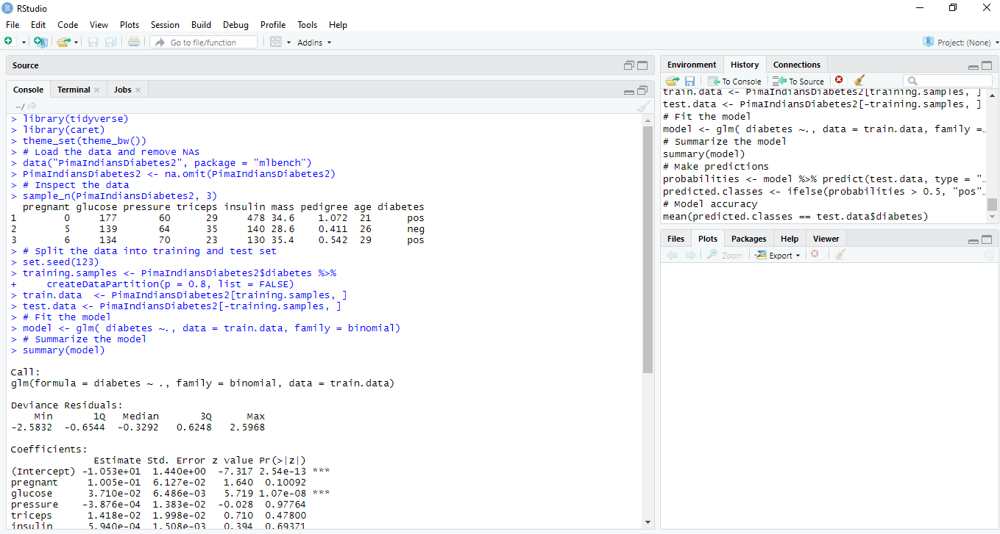 RStudio
File Edit Code View Plots Session Build Debug Profile Tools Help
Go to file/function Addins Project: (None)
Source
Console Terminal Jobs
~/
> library(tidyverse)
> library(caret)
> theme_set(theme_bw())
> # Load the data and remove NAs
> data("PimaIndiansDiabetes2", package = "mlbench")
> PimaIndiansDiabetes2 <- na.omit(PimaIndiansDiabetes2)
> # Inspect the data
> sample_n(PimaIndiansDiabetes2, 3)
  pregnant glucose pressure triceps insulin mass pedigree age diabetes
1        0     177       60      29     478 34.6    1.072  21      pos
2        5     139       64      35     140 28.6    0.411  26      neg
3        6     134       70      23     130 35.4    0.542  29      pos
> # Split the data into training and test set
> set.seed(123)
> training.samples <- PimaIndiansDiabetes2$diabetes %>%
+     createDataPartition(p = 0.8, list = FALSE)
> train.data  <- PimaIndiansDiabetes2[training.samples, ]
> test.data <- PimaIndiansDiabetes2[-training.samples, ]
> # Fit the model
> model <- glm( diabetes ~., data = train.data, family = binomial)
> # Summarize the model
> summary(model)
Call:
glm(formula = diabetes ~ ., family = binomial, data = train.data)
Deviance Residuals:
    Min       1Q   Median       3Q      Max
-2.5832  -0.6544  -0.3292   0.6248   2.5968
Coefficients:
              Estimate Std. Error z value Pr(>|z|)
(Intercept) -1.053e+01  1.440e+00  -7.317 2.54e-13 ***
pregnant     1.005e-01  6.127e-02   1.640  0.10092
glucose      3.710e-02  6.486e-03   5.719 1.07e-08 ***
pressure    -3.876e-04  1.383e-02  -0.028  0.97764
triceps      1.418e-02  1.998e-02   0.710  0.47800
insulin      5.940e-04  1.508e-03   0.394  0.69371
Environment History Connections
To Console To Source
train.data <- PimaIndiansDiabetes2[training.samples, ]
test.data <- PimaIndiansDiabetes2[-training.samples, ]
# Fit the model
model <- glm( diabetes ~., data = train.data, family =…
# Summarize the model
summary(model)
# Make predictions
probabilities <- model %>% predict(test.data, type = "…
predicted.classes <- ifelse(probabilities > 0.5, "pos"…
# Model accuracy
mean(predicted.classes == test.data$diabetes)
Files Plots Packages Help Viewer
Zoom Export